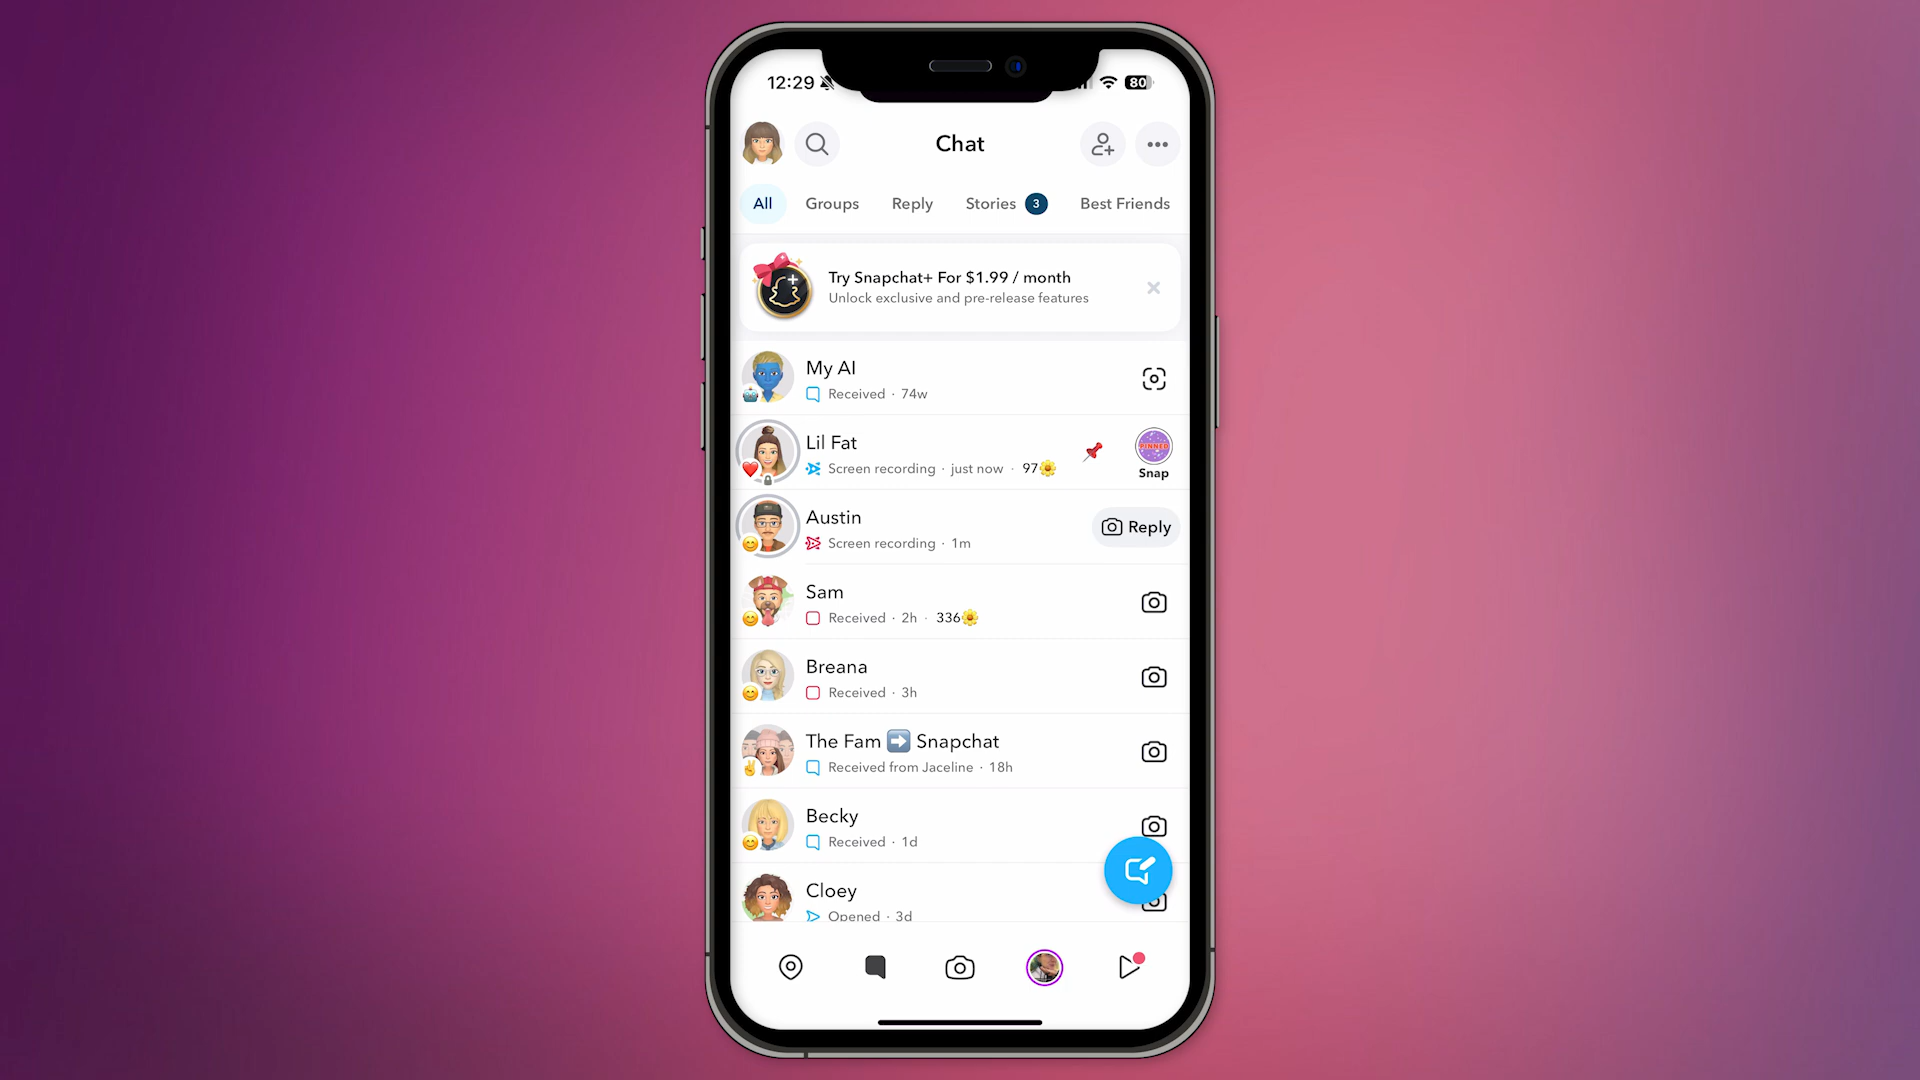 12:29
80
Chat
All Groups Reply Stories 3 Best Friends
Try Snapchat+ For $1.99 / month
Unlock exclusive and pre-release features
My AI
Received · 74w
Lil Fat
Screen recording · just now · 97🌼
PINNED
Snap
Austin
Screen recording · 1m
Reply
Sam
Received · 2h · 336🌼
Breana
Received · 3h
The Fam ➡️ Snapchat
Received from Jaceline · 18h
Becky
Received · 1d
Cloey
Opened · 3d